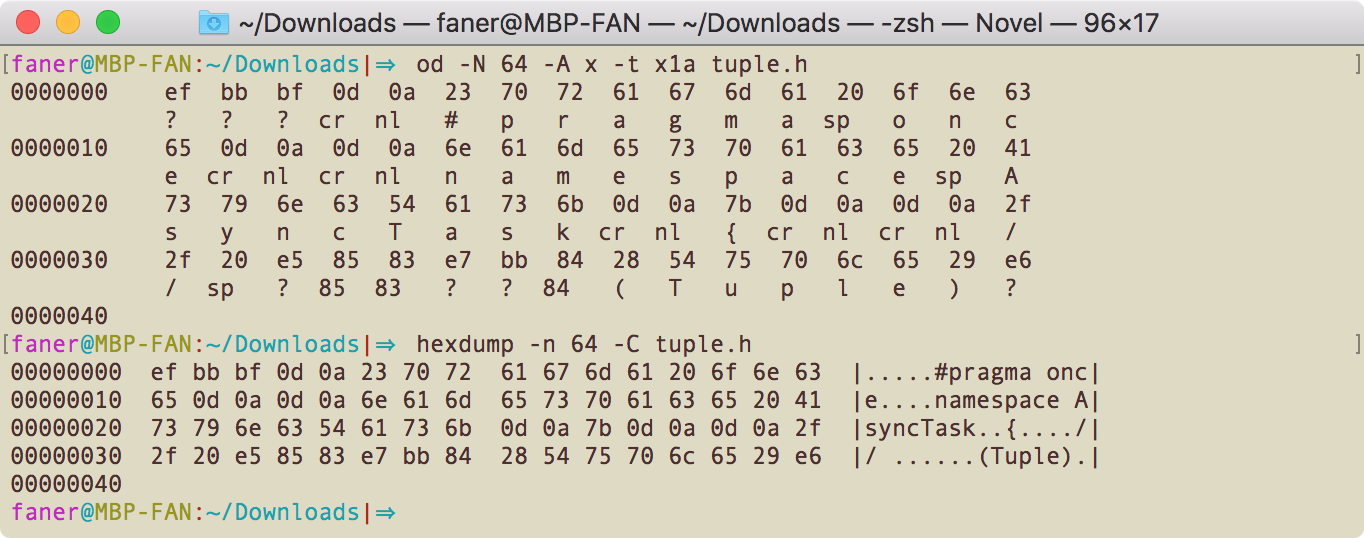 ~/Downloads — faner@MBP-FAN — ~/Downloads — -zsh — Novel — 96×17
[faner@MBP-FAN:~/Downloads|⇒  od -N 64 -A x -t x1a tuple.h ]
0000000    ef  bb  bf  0d  0a  23  70  72  61  67  6d  61  20  6f  6e  63
           ?   ?   ?  cr  nl   #   p   r   a   g   m   a  sp   o   n   c
0000010    65  0d  0a  0d  0a  6e  61  6d  65  73  70  61  63  65  20  41
           e  cr  nl  cr  nl   n   a   m   e   s   p   a   c   e  sp   A
0000020    73  79  6e  63  54  61  73  6b  0d  0a  7b  0d  0a  0d  0a  2f
           s   y   n   c   T   a   s   k  cr  nl   {  cr  nl  cr  nl   /
0000030    2f  20  e5  85  83  e7  bb  84  28  54  75  70  6c  65  29  e6
           /  sp   ?  85  83   ?   ?  84   (   T   u   p   l   e   )   ?
0000040
[faner@MBP-FAN:~/Downloads|⇒  hexdump -n 64 -C tuple.h ]
00000000  ef bb bf 0d 0a 23 70 72  61 67 6d 61 20 6f 6e 63  |.....#pragma onc|
00000010  65 0d 0a 0d 0a 6e 61 6d  65 73 70 61 63 65 20 41  |e....namespace A|
00000020  73 79 6e 63 54 61 73 6b  0d 0a 7b 0d 0a 0d 0a 2f  |syncTask..{..../|
00000030  2f 20 e5 85 83 e7 bb 84  28 54 75 70 6c 65 29 e6  |/ ......(Tuple).|
00000040
faner@MBP-FAN:~/Downloads|⇒